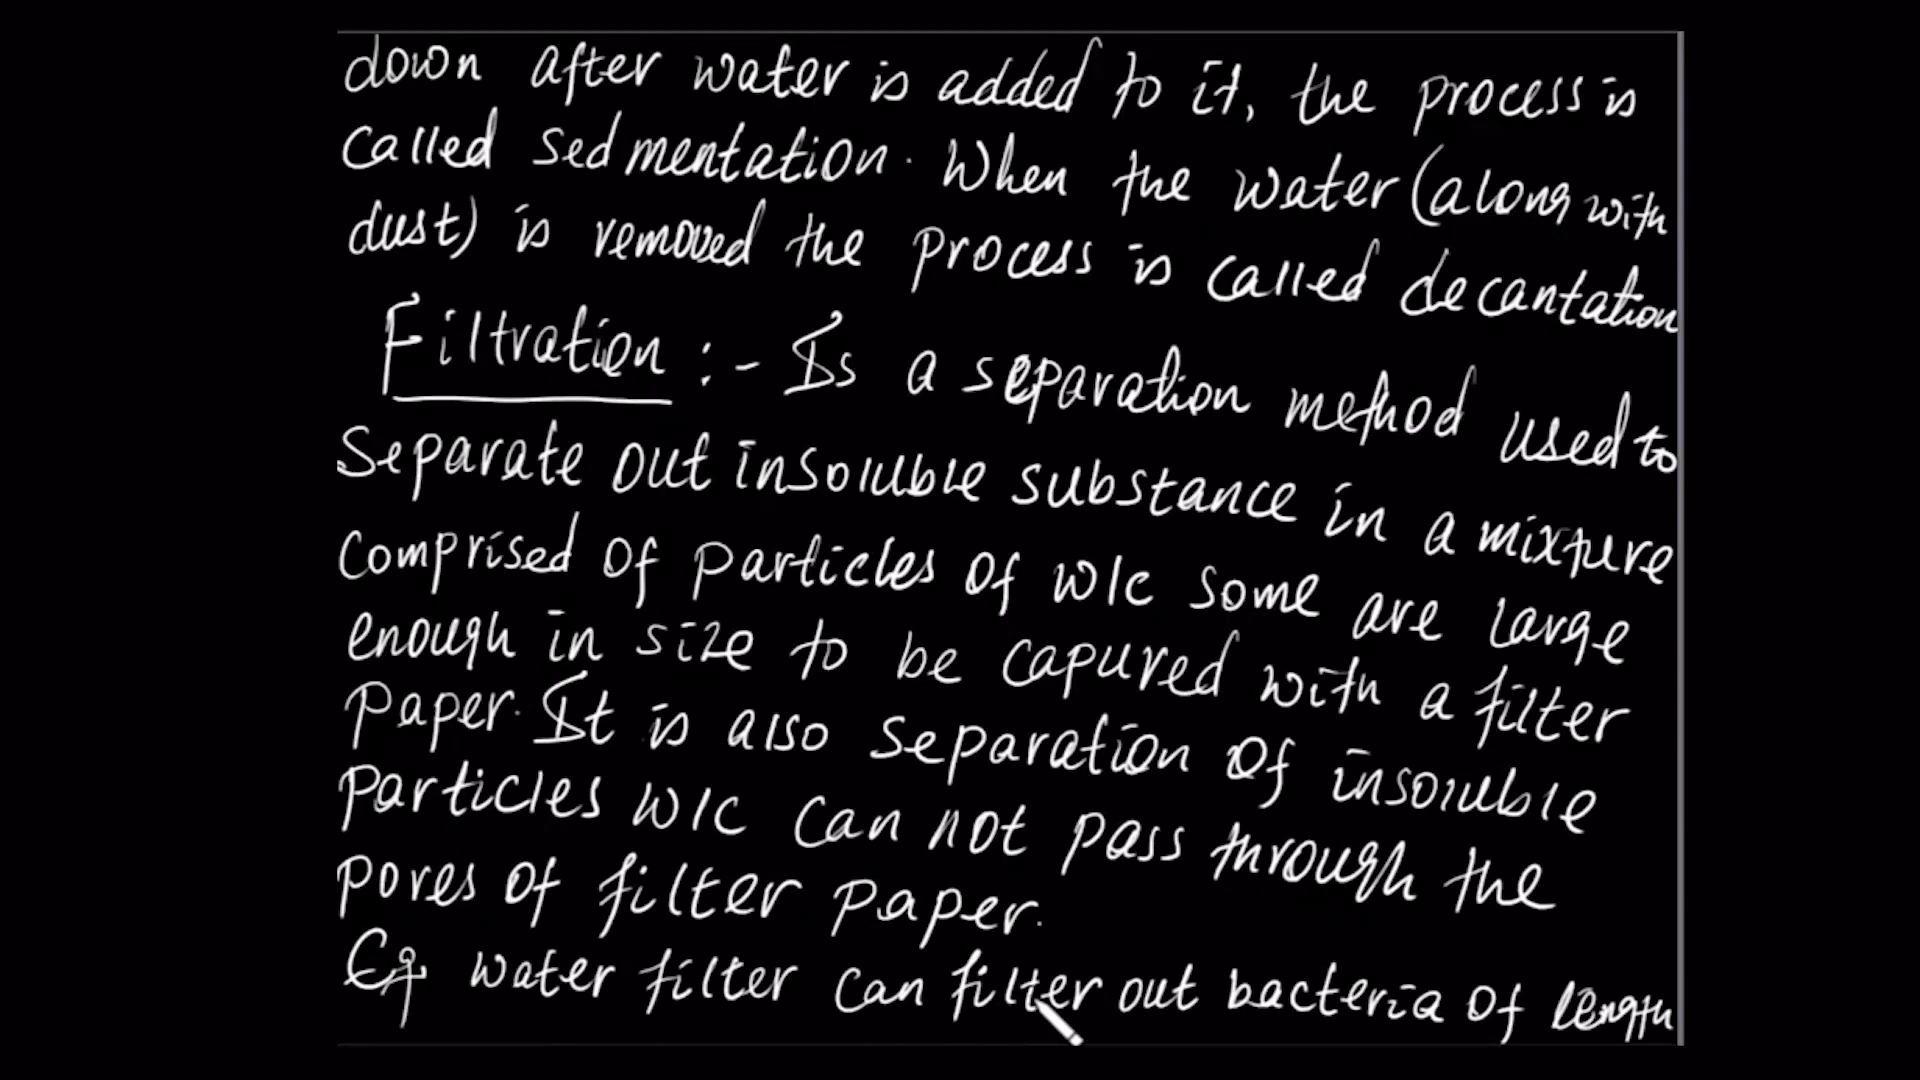 down after water is added to it, the process is
called sedmentation. When the water (along with
dust) is removed the process is called decantation
Filtration :- Is a separation method used to
Separate out insoluble substance in a mixture
comprised of particles of w/c some are large
enough in size to be capured with a filter
paper. It is also separation of insoluble
particles w/c can not pass through the
pores of filter paper.
Eg water filter can filter out bacteria of length